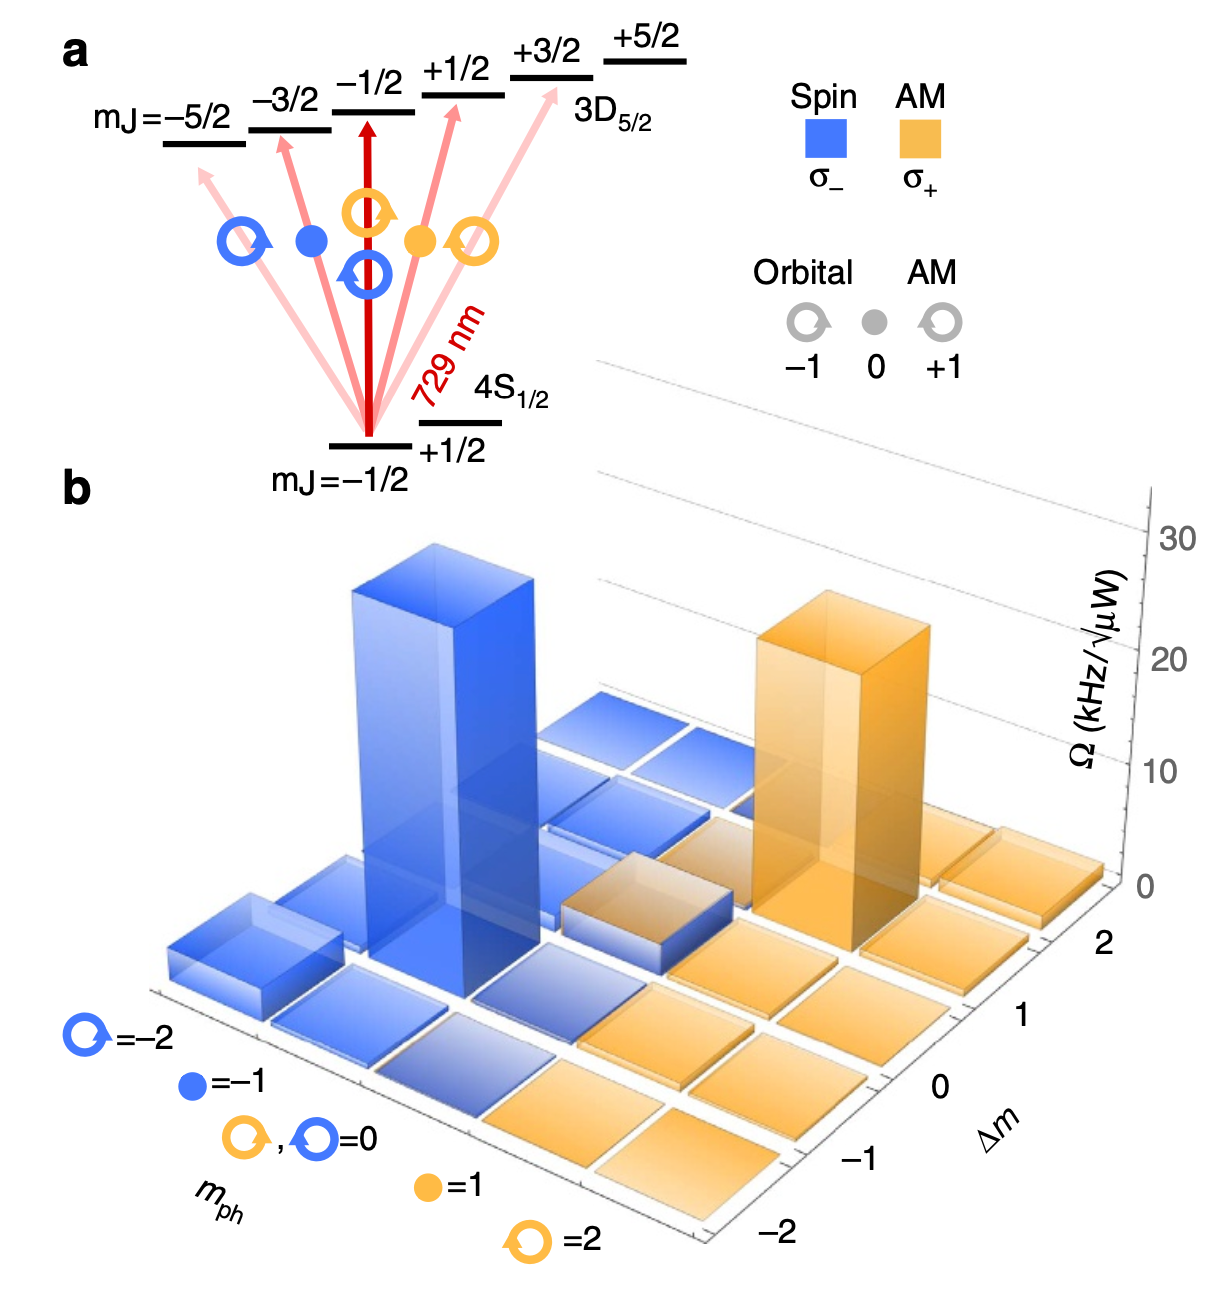 a
mJ=−5/2
−3/2
−1/2
+1/2
+3/2
+5/2
3D5/2
729 nm
4S1/2
+1/2
mJ=−1/2
Spin AM
σ− σ+
Orbital AM
−1 0 +1
b
30
20
10
0
Ω (kHz/√μW)
=−2
=−1
, =0
=1
=2
mph
2
1
0
−1
−2
Δm